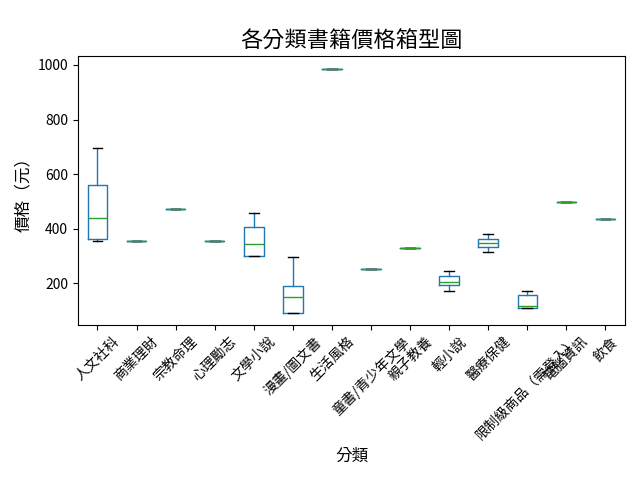 各分類書籍價格箱型圖
價格（元）
1000
800
600
400
200
人文社科
商業理財
宗教命理
心理勵志
文學小說
漫畫/圖文書
生活風格
童書/青少年文學
親子教養
輕小說
醫療保健
限制級商品（需登入）
電腦資訊
飲食
分類